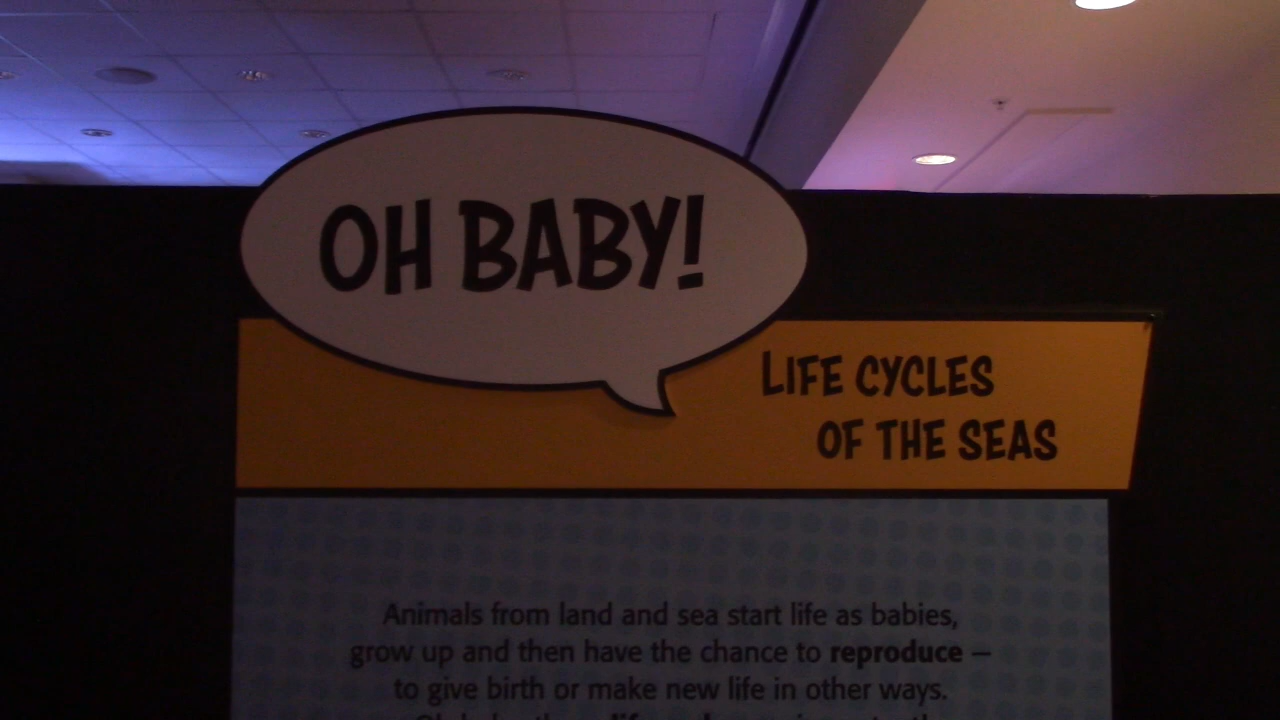 OH BABY!
LIFE CYCLES
OF THE SEAS
Animals from land and sea start life as babies,
grow up and then have the chance to reproduce –
to give birth or make new life in other ways.